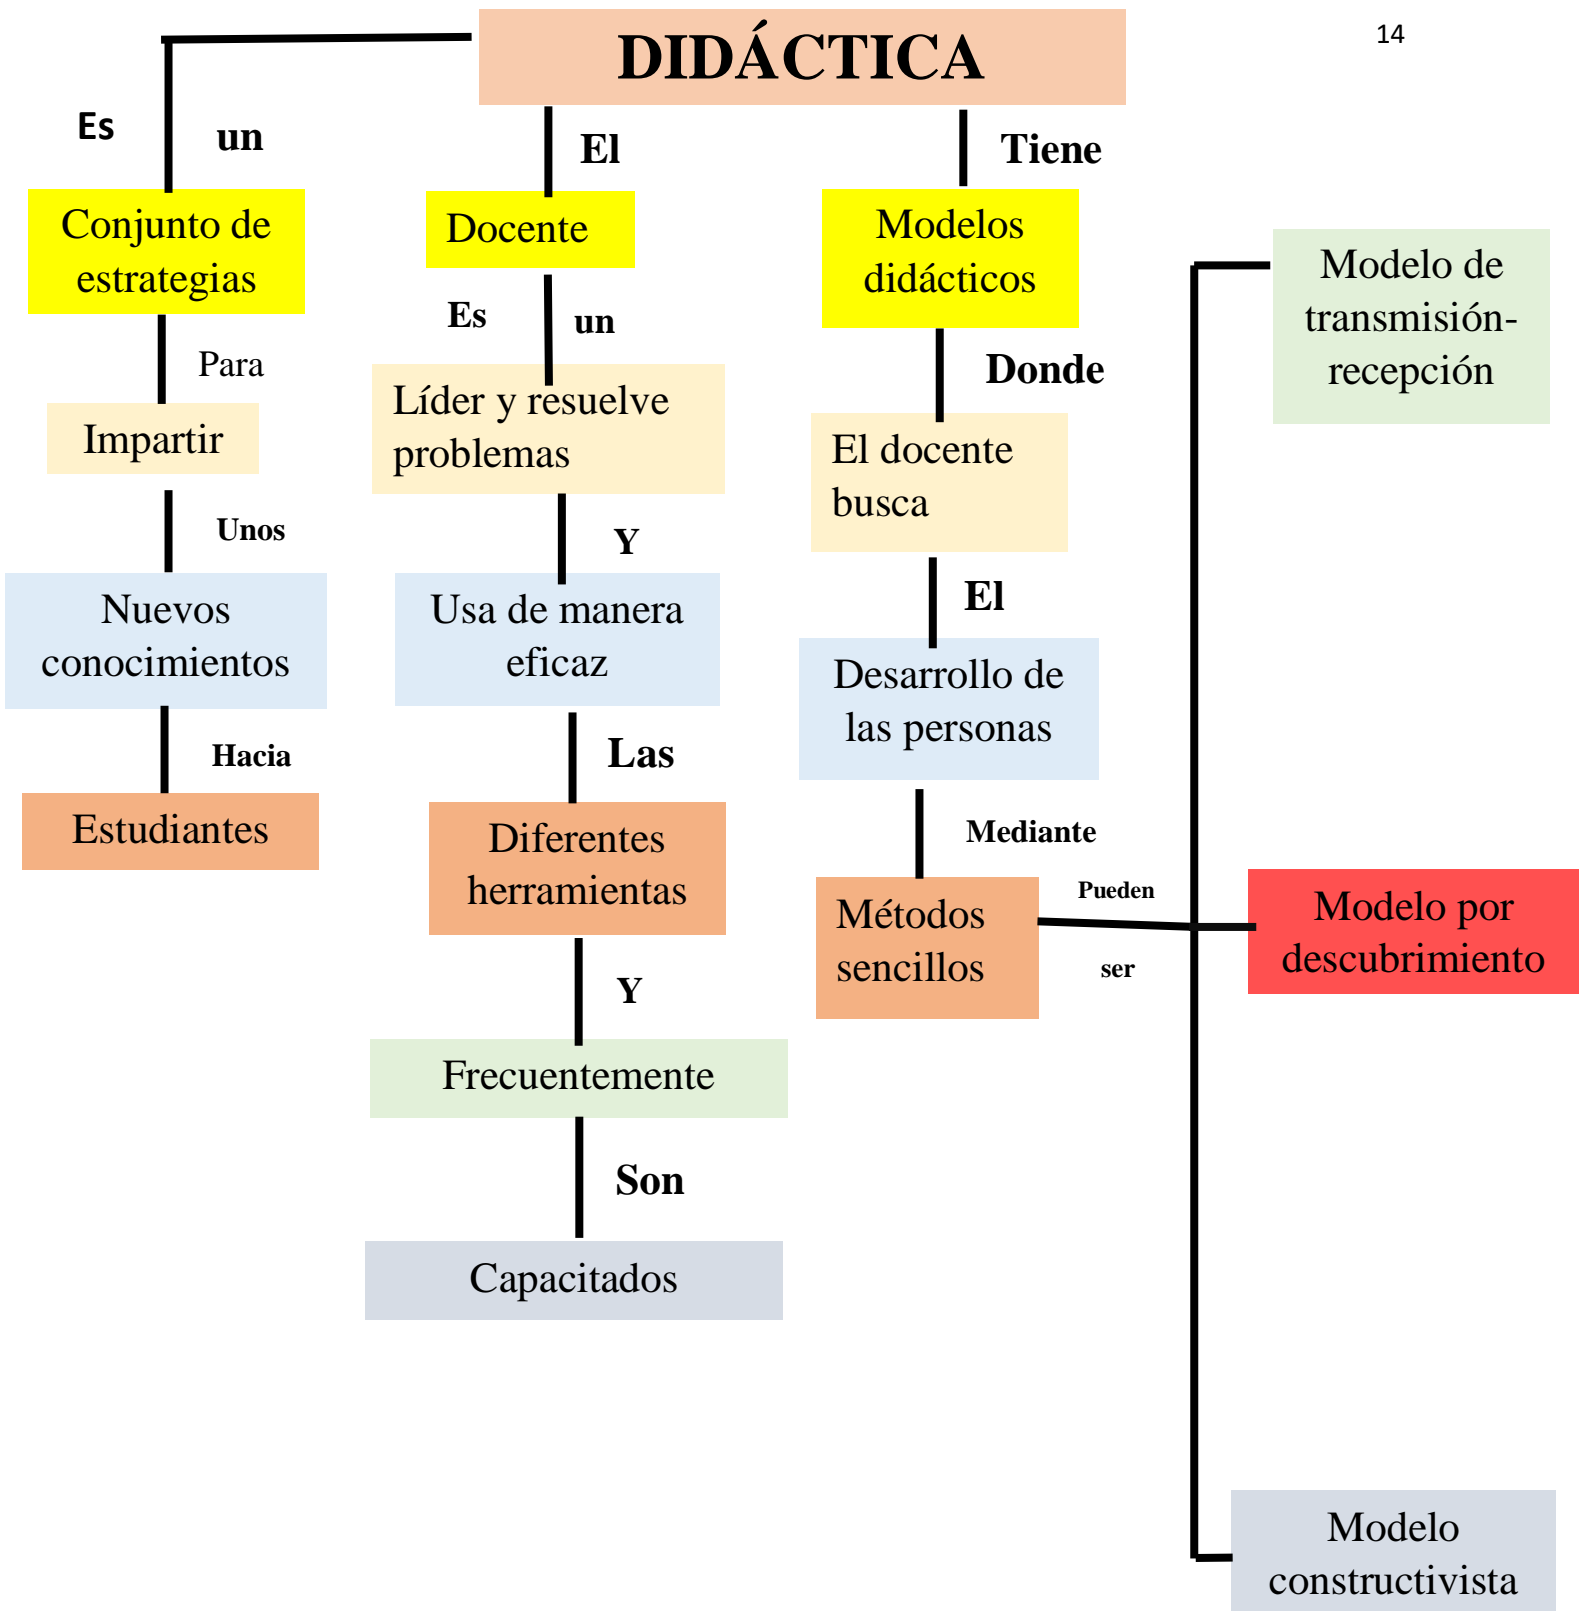 14
DIDÁCTICA
Es un
Conjunto de
estrategias
Para
Impartir
Unos
Nuevos
conocimientos
Hacia
Estudiantes
El
Docente
Es un
Líder y resuelve
problemas
Y
Usa de manera
eficaz
Las
Diferentes
herramientas
Y
Frecuentemente
Son
Capacitados
Tiene
Modelos
didácticos
Donde
El docente
busca
El
Desarrollo de
las personas
Mediante
Métodos
sencillos
Pueden
ser
Modelo de
transmisión-
recepción
Modelo por
descubrimiento
Modelo
constructivista